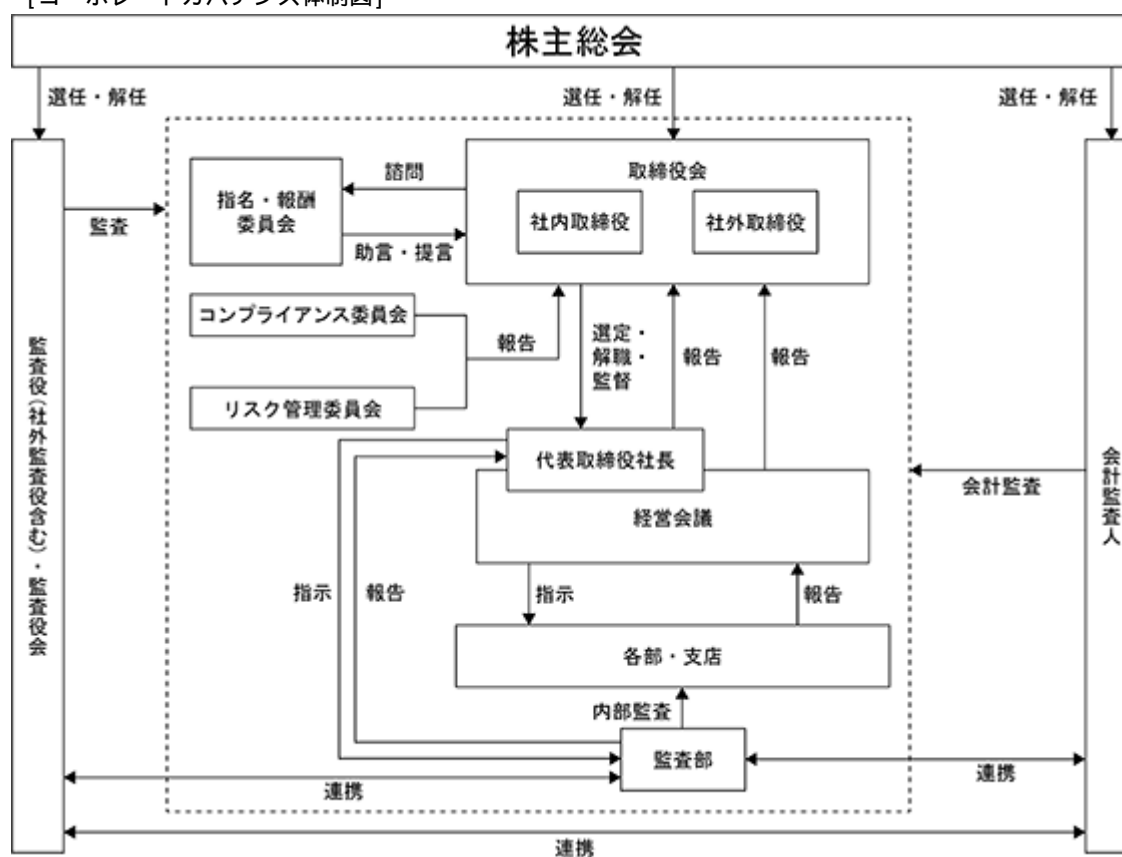 [コーポレートガバナンス体制図]
株主総会
選任・解任
選任・解任
選任・解任
取締役会
諮問
指名・報酬
委員会
社内取締役
社外取締役
監査
助言・提言
コンプライアンス委員会
報告
選定・
解職・
監督
報告
報告
リスク管理委員会
監査役(社外監査役含む)・監査役会
代表取締役社長
会計監査人
会計監査
経営会議
指示
報告
指示
報告
各部・支店
内部監査
監査部
連携
連携
連携